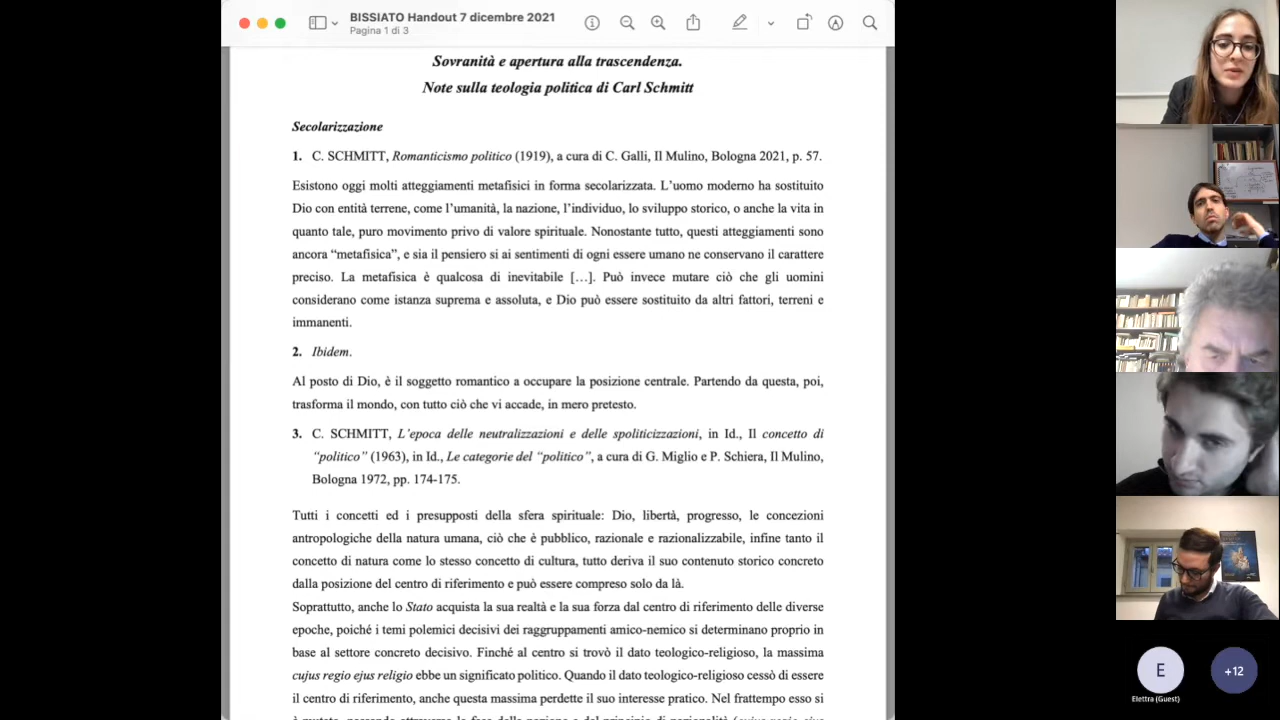 BISSIATO Handout 7 dicembre 2021
Pagina 1 di 3
Sovranità e apertura alla trascendenza.
Note sulla teologia politica di Carl Schmitt
Secolarizzazione
1. C. SCHMITT, Romanticismo politico (1919), a cura di C. Galli, Il Mulino, Bologna 2021, p. 57.
Esistono oggi molti atteggiamenti metafisici in forma secolarizzata. L’uomo moderno ha sostituito
Dio con entità terrene, come l’umanità, la nazione, l’individuo, lo sviluppo storico, o anche la vita in
quanto tale, puro movimento privo di valore spirituale. Nonostante tutto, questi atteggiamenti sono
ancora “metafisica”, e sia il pensiero si ai sentimenti di ogni essere umano ne conservano il carattere
preciso. La metafisica è qualcosa di inevitabile […]. Può invece mutare ciò che gli uomini
considerano come istanza suprema e assoluta, e Dio può essere sostituito da altri fattori, terreni e
immanenti.
2. Ibidem.
Al posto di Dio, è il soggetto romantico a occupare la posizione centrale. Partendo da questa, poi,
trasforma il mondo, con tutto ciò che vi accade, in mero pretesto.
3. C. SCHMITT, L’epoca delle neutralizzazioni e delle spoliticizzazioni, in Id., Il concetto di
“politico” (1963), in Id., Le categorie del “politico”, a cura di G. Miglio e P. Schiera, Il Mulino,
Bologna 1972, pp. 174-175.
Tutti i concetti ed i presupposti della sfera spirituale: Dio, libertà, progresso, le concezioni
antropologiche della natura umana, ciò che è pubblico, razionale e razionalizzabile, infine tanto il
concetto di natura come lo stesso concetto di cultura, tutto deriva il suo contenuto storico concreto
dalla posizione del centro di riferimento e può essere compreso solo da là.
Soprattutto, anche lo Stato acquista la sua realtà e la sua forza dal centro di riferimento delle diverse
epoche, poiché i temi polemici decisivi dei raggruppamenti amico-nemico si determinano proprio in
base al settore concreto decisivo. Finché al centro si trovò il dato teologico-religioso, la massima
cujus regio ejus religio ebbe un significato politico. Quando il dato teologico-religioso cessò di essere
il centro di riferimento, anche questa massima perdette il suo interesse pratico. Nel frattempo esso si
E
Elettra (Guest)
+12